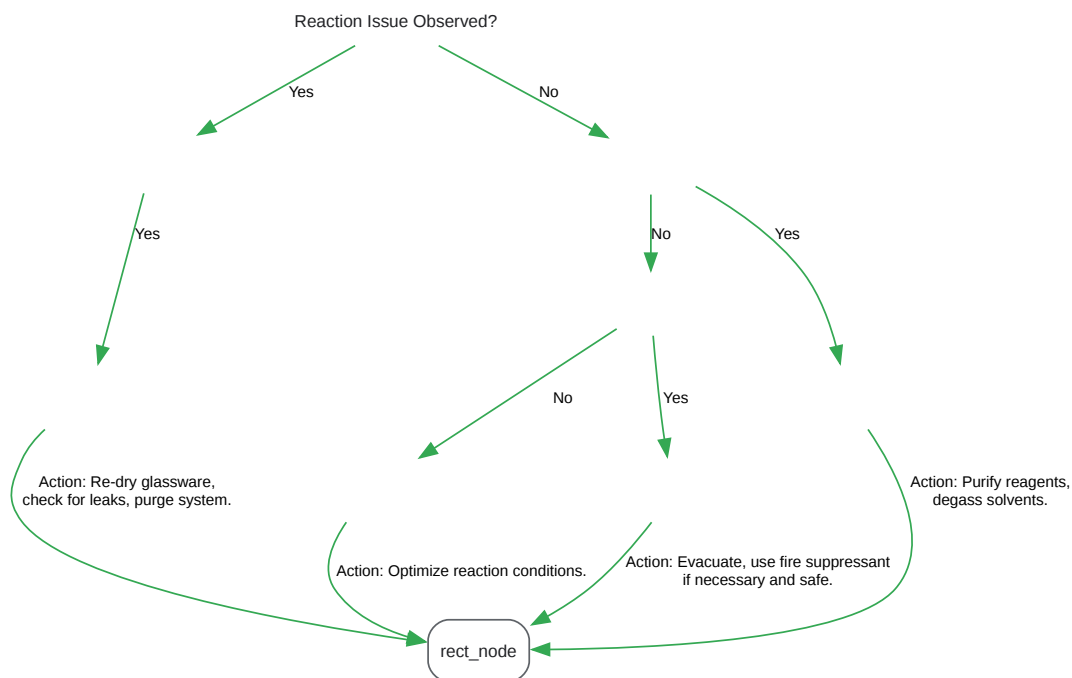 Reaction Issue Observed?
Yes
No
Yes
No
Yes
No
Yes
Action: Re-dry glassware,
check for leaks, purge system.
Action: Purify reagents,
degass solvents.
Action: Optimize reaction conditions.
Action: Evacuate, use fire suppressant
if necessary and safe.
rect_node